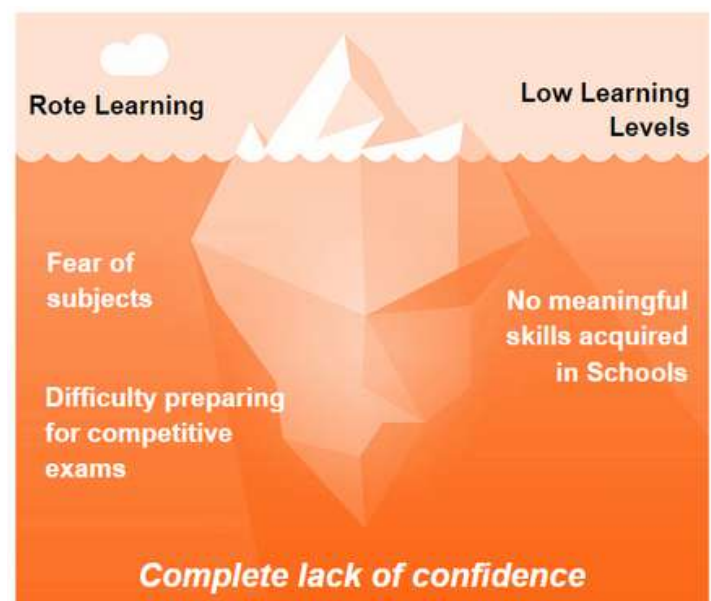 Rote Learning
Low Learning
Levels
Fear of
subjects
No meaningful
skills acquired
in Schools
Difficulty preparing
for competitive
exams
Complete lack of confidence